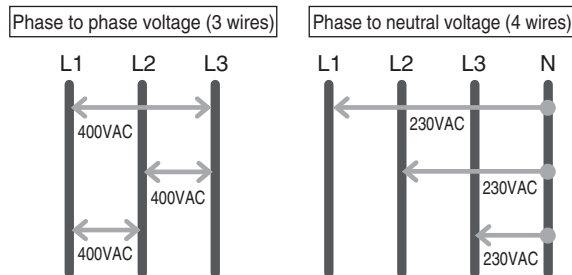 Phase to phase voltage (3 wires)
L1 L2 L3
400VAC
400VAC
400VAC
Phase to neutral voltage (4 wires)
L1 L2 L3 N
230VAC
230VAC
230VAC